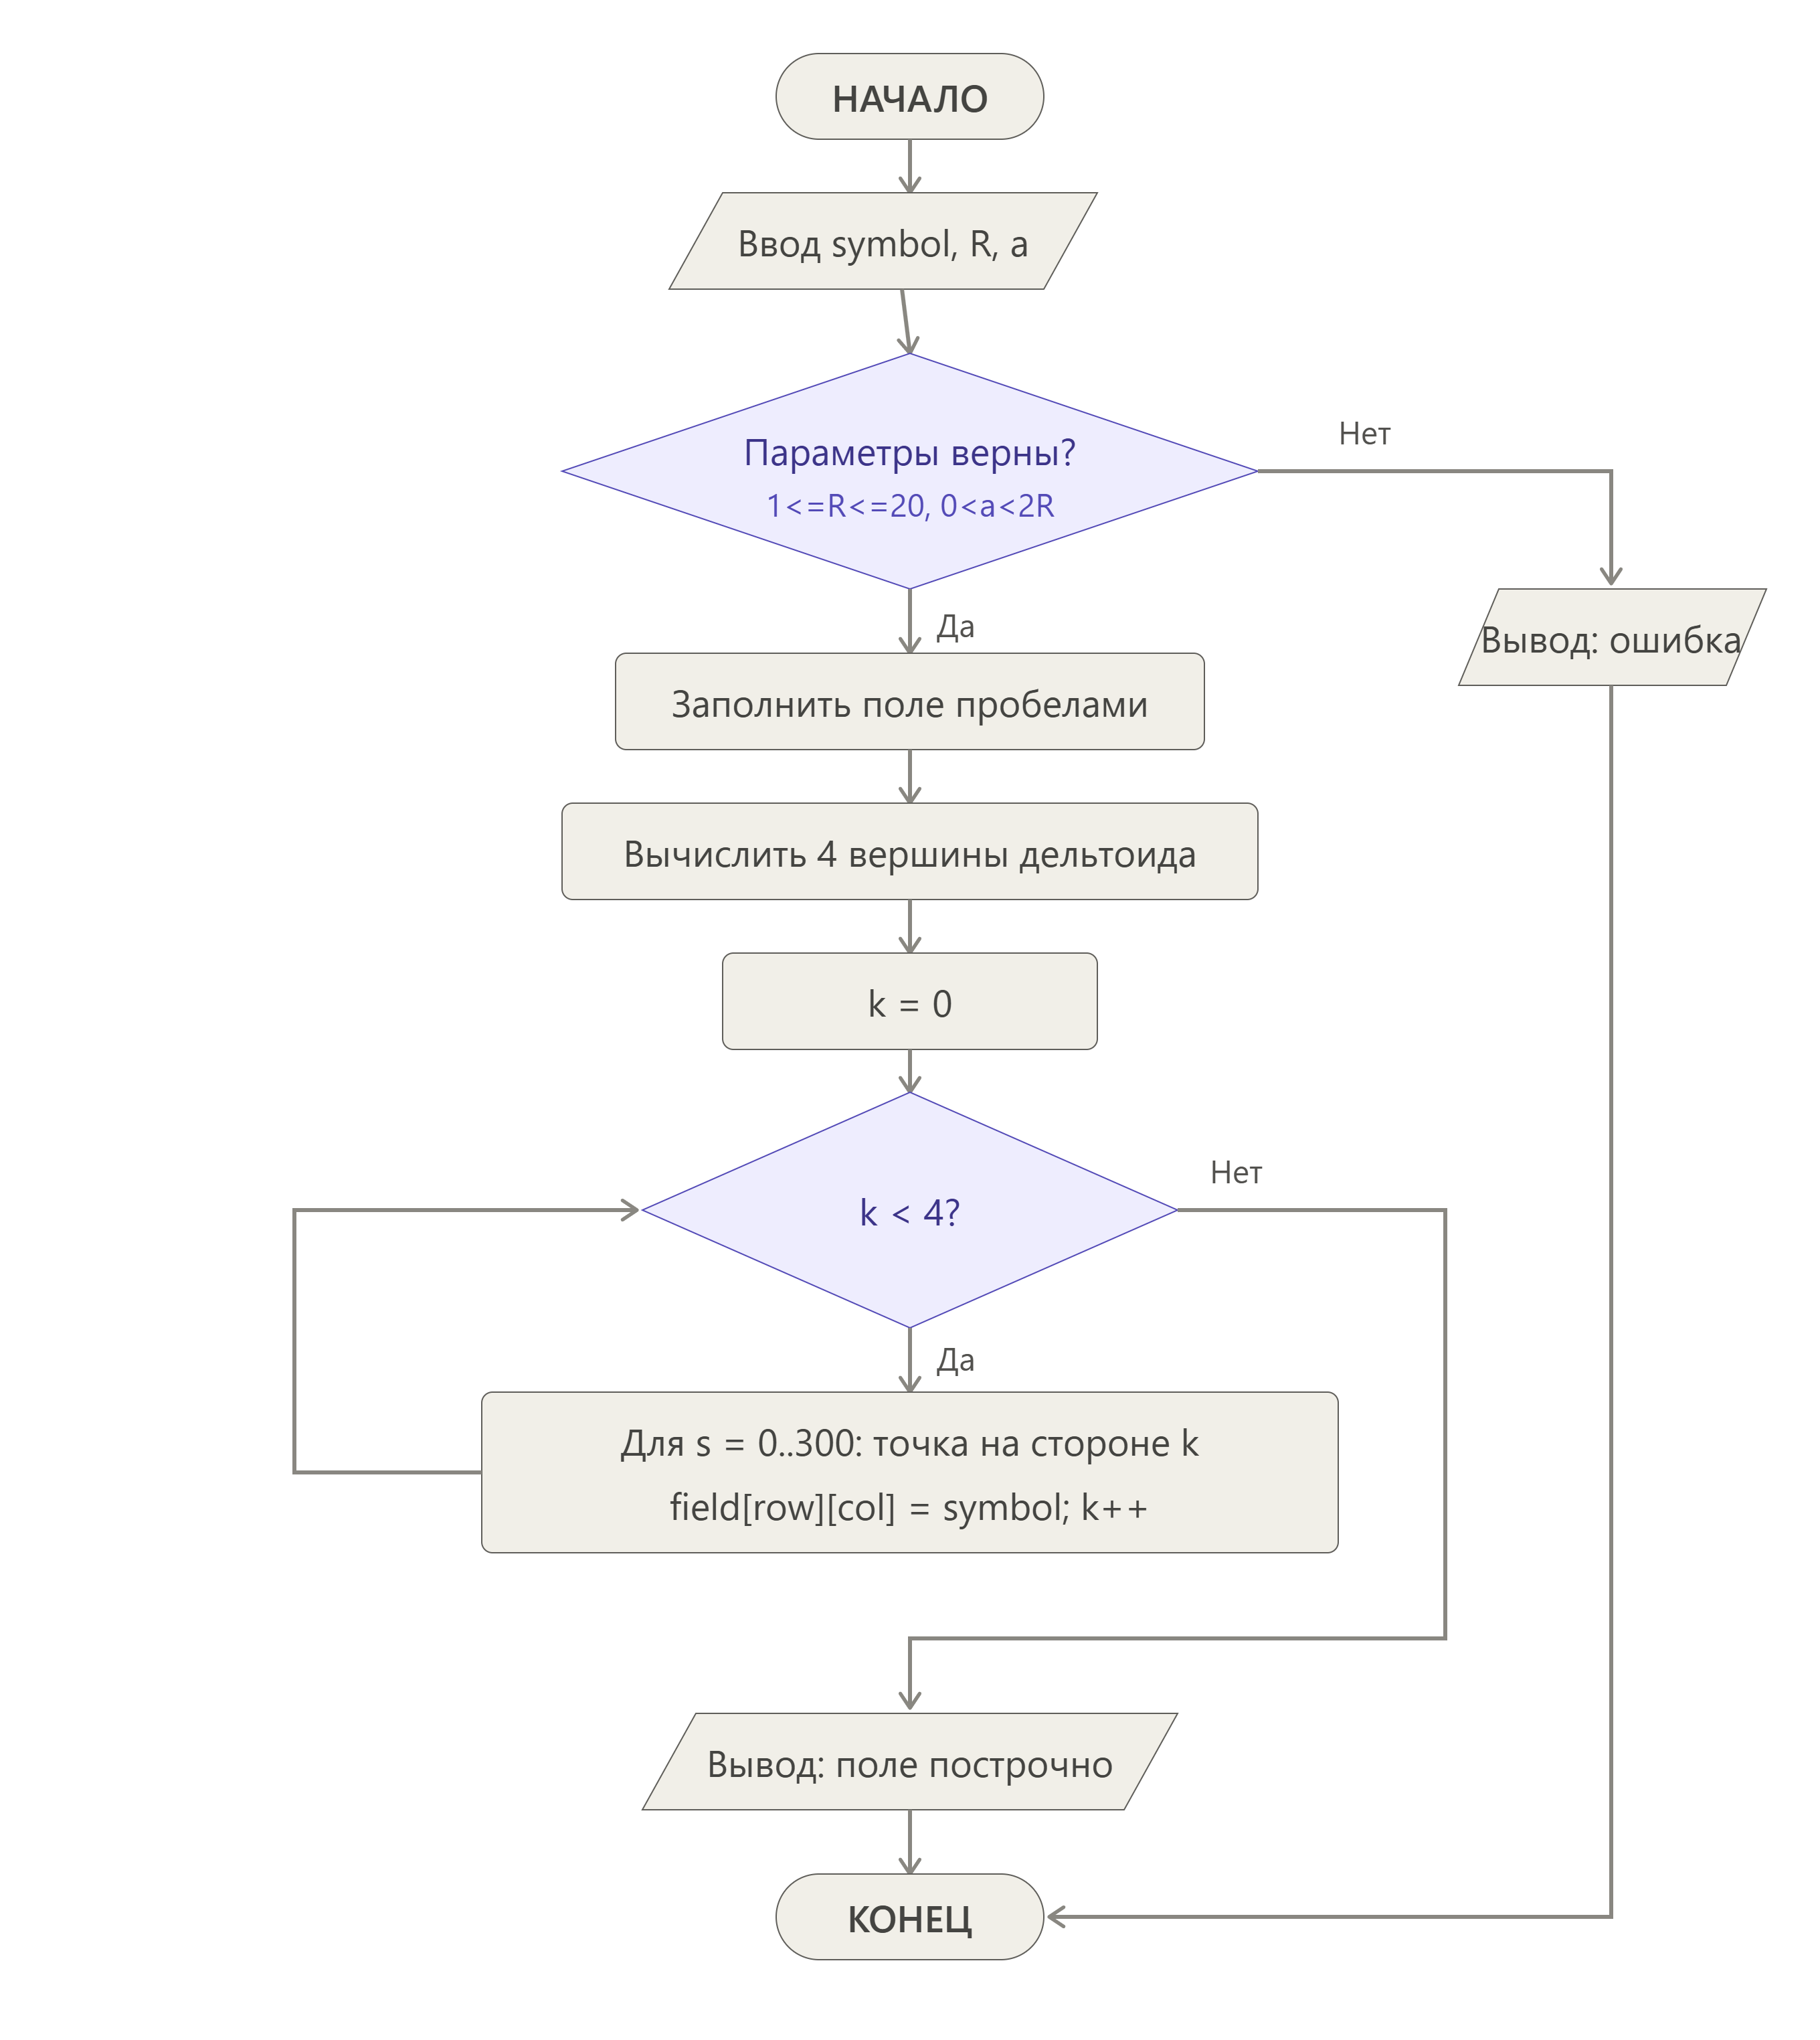 НАЧАЛО
Ввод symbol, R, a
Параметры верны?
1<=R<=20, 0<a<2R
Нет
Вывод: ошибка
Да
Заполнить поле пробелами
Вычислить 4 вершины дельтоида
k = 0
k < 4?
Нет
Да
Для s = 0..300: точка на стороне k
field[row][col] = symbol; k++
Вывод: поле построчно
КОНЕЦ